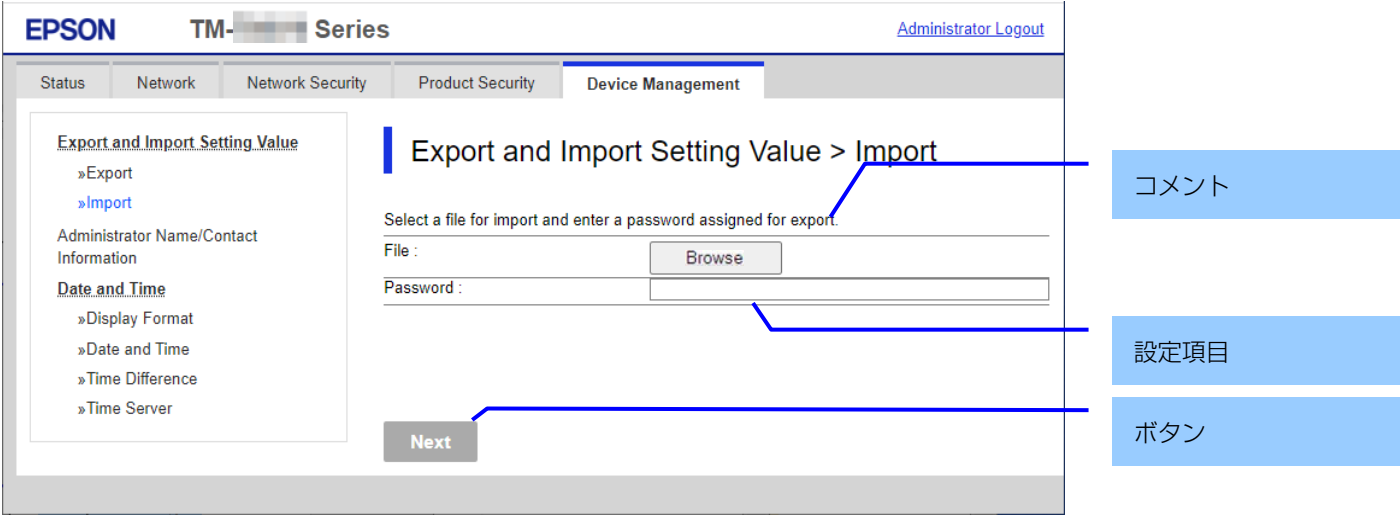 EPSON TM- Series Administrator Logout
Status Network Network Security Product Security Device Management
Export and Import Setting Value
»Export
»Import
Administrator Name/Contact
Information
Date and Time
»Display Format
»Date and Time
»Time Difference
»Time Server
Export and Import Setting Value > Import
Select a file for import and enter a password assigned for export.
File :
Browse
Password :
Next
コメント
設定項目
ボタン